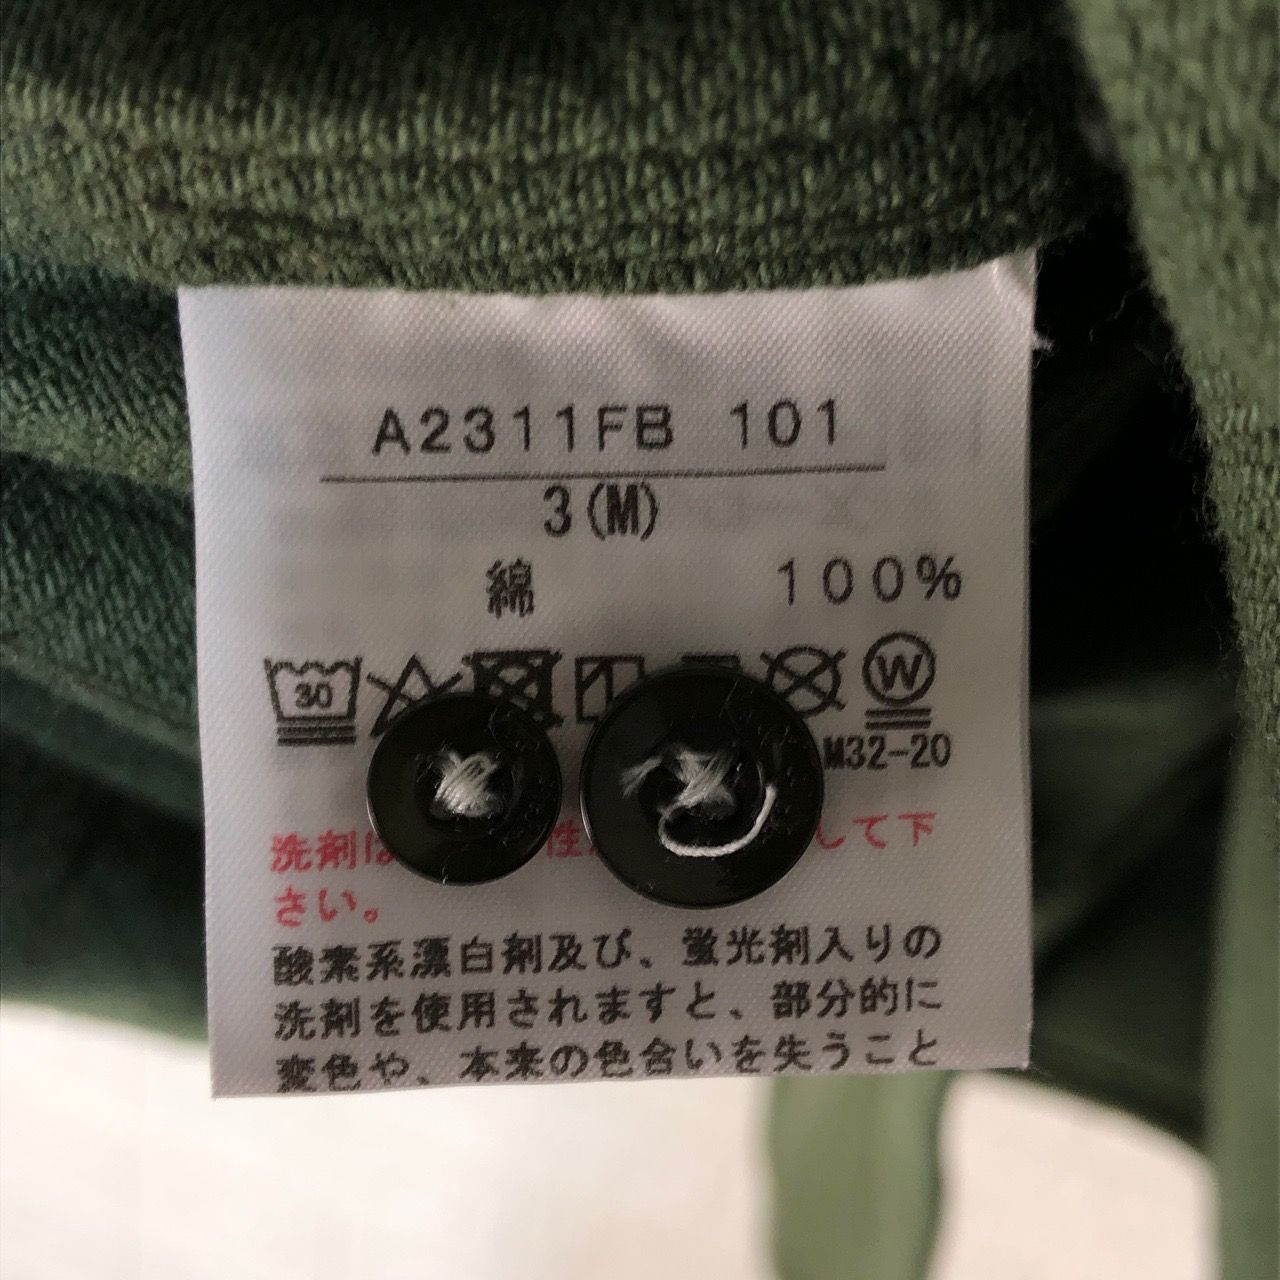 A2311FB 101
3(M)
綿 100%
30 W
M32-20
洗剤は 性 して下
さい。
酸素系漂白剤及び、蛍光剤入りの
洗剤を使用されますと、部分的に
変色や、本来の色合いを失うこと